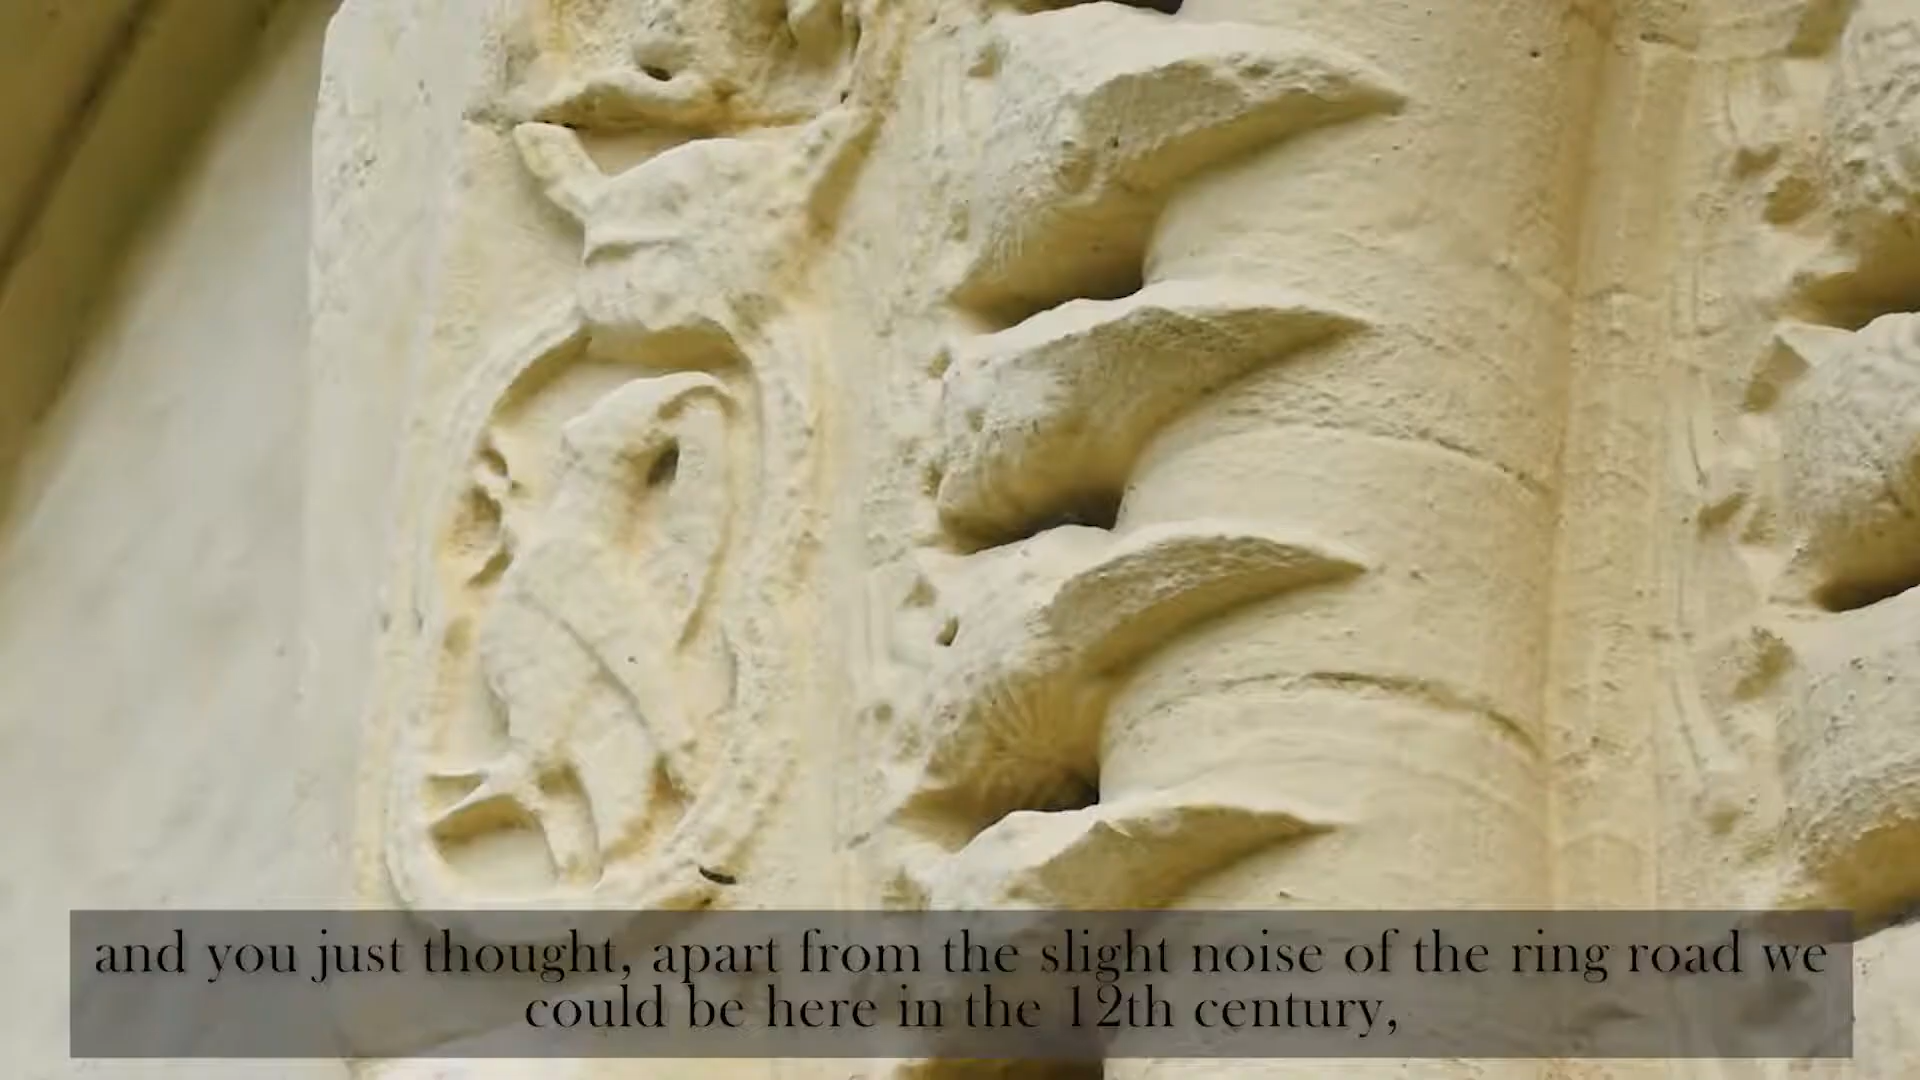 and you just thought, apart from the slight noise of the ring road we
could be here in the 12th century,